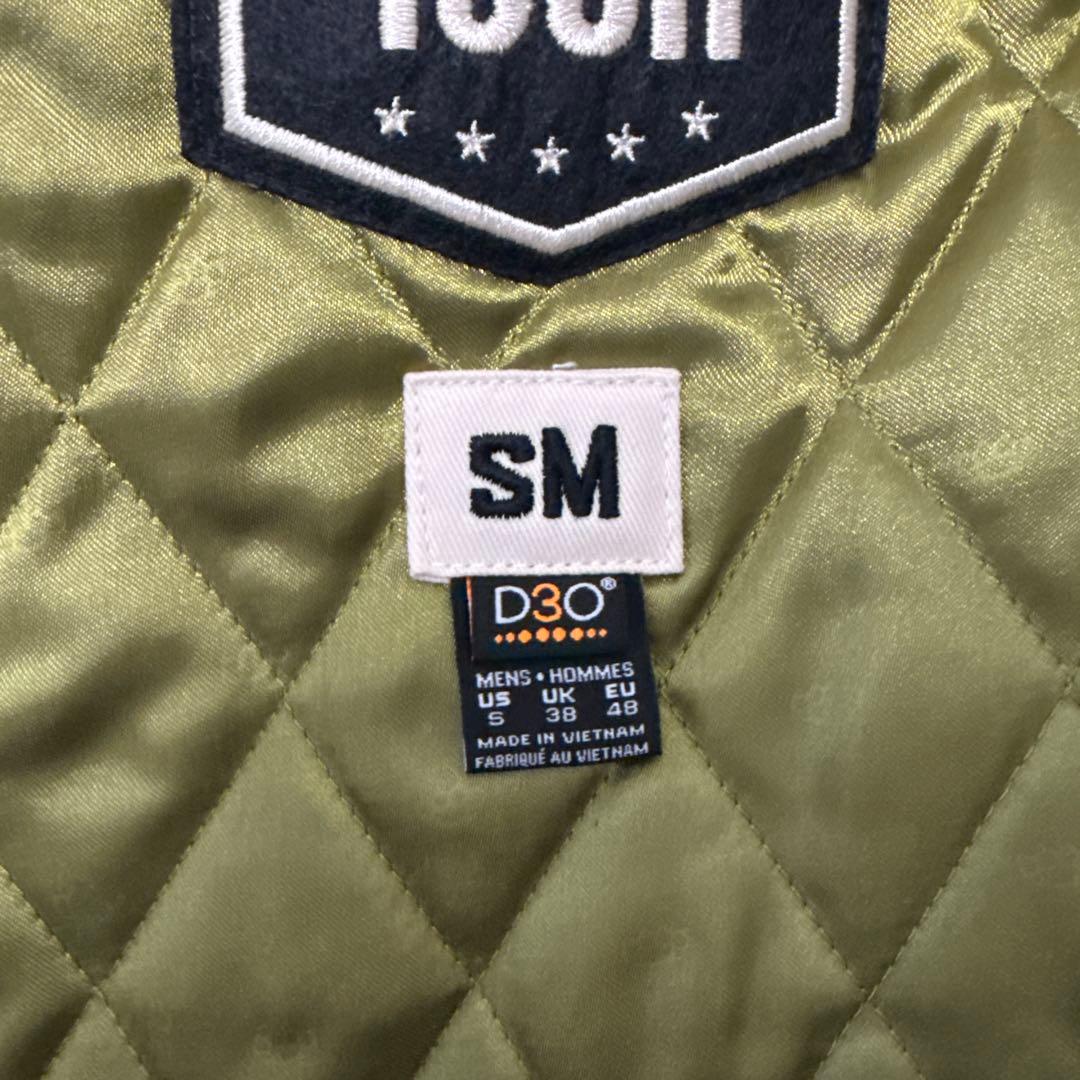 SM
D3O®
MENS • HOMMES
US UK EU
S 38 48
MADE IN VIETNAM
FABRIQUÉ AU VIETNAM